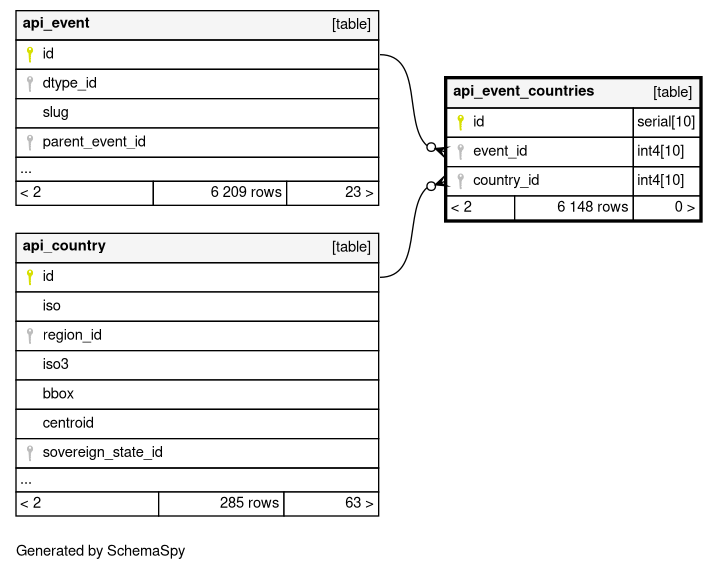 api_event [table]
id
dtype_id
slug
parent_event_id
...
< 2 6 209 rows 23 >
api_event_countries [table]
id serial[10]
event_id int4[10]
country_id int4[10]
< 2 6 148 rows 0 >
api_country [table]
id
iso
region_id
iso3
bbox
centroid
sovereign_state_id
...
< 2 285 rows 63 >
Generated by SchemaSpy